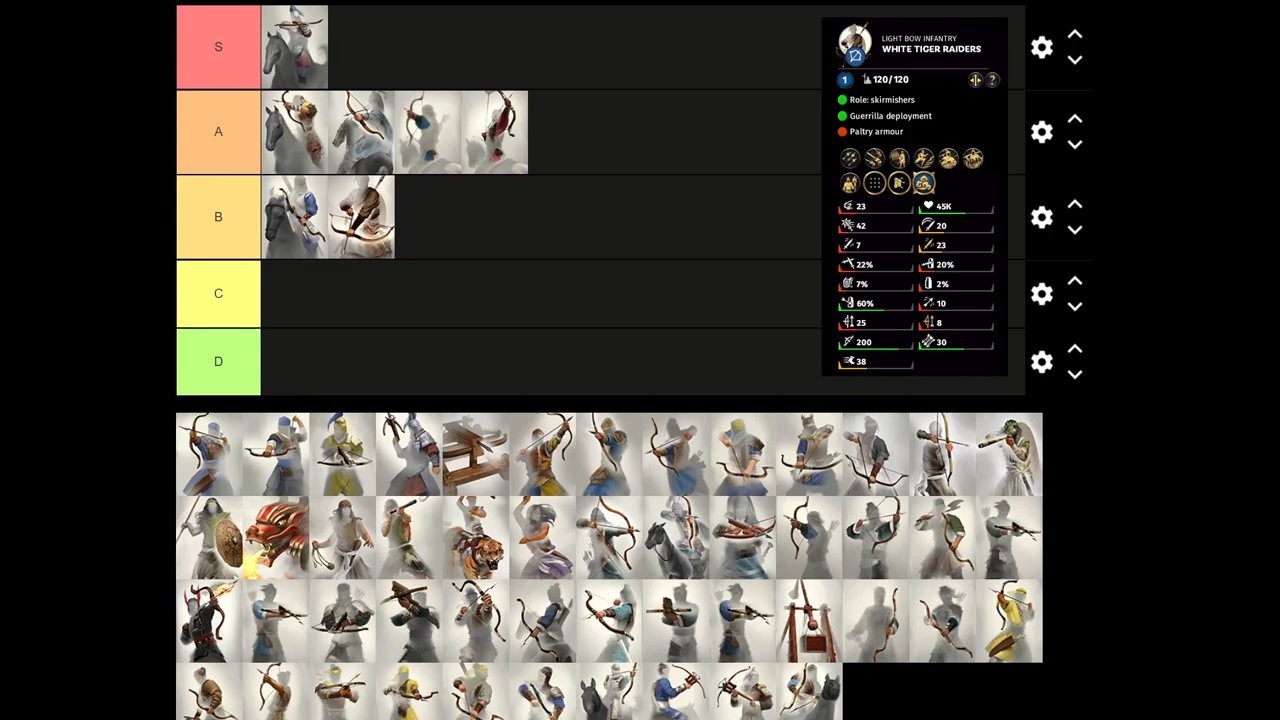 S
A
B
C
D
LIGHT BOW INFANTRY
WHITE TIGER RAIDERS
1 120/120 ?
Role: skirmishers
Guerrilla deployment
Paltry armour
23 45K
42 20
7 23
22% 20%
7% 2%
60% 10
25 8
200 30
38